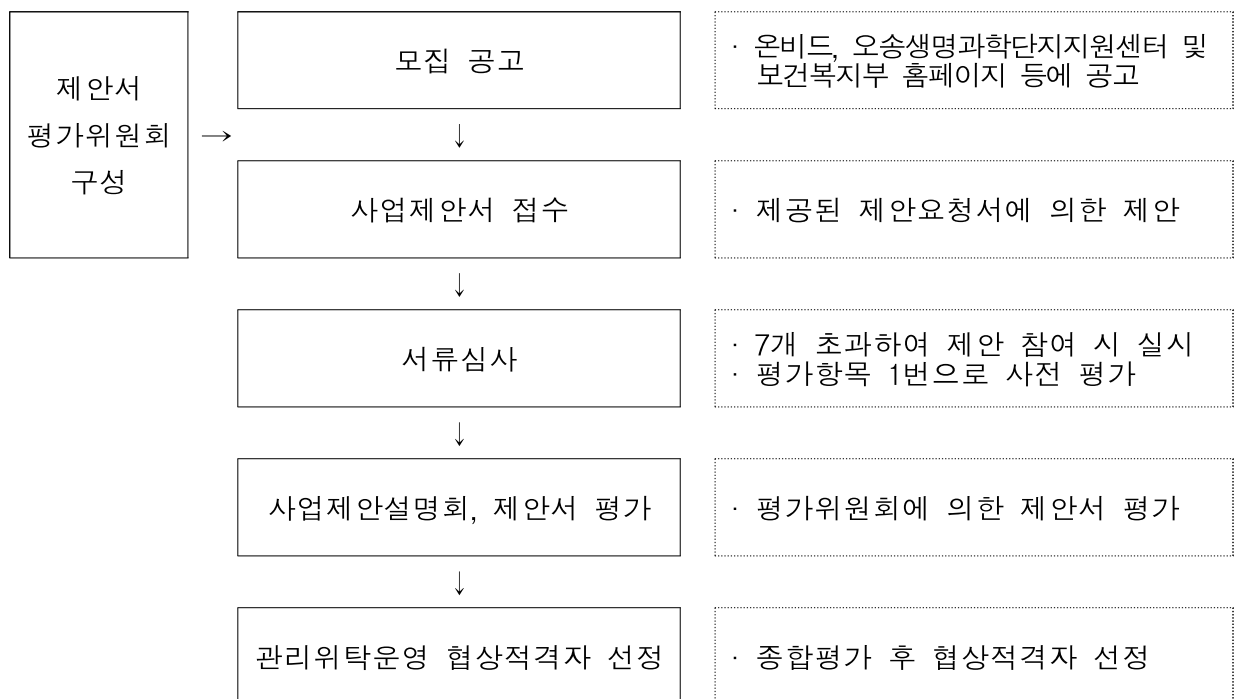 제안서
평가위원회
구성
→
모집 공고
· 온비드, 오송생명과학단지지원센터 및
보건복지부 홈페이지 등에 공고
↓
사업제안서 접수
· 제공된 제안요청서에 의한 제안
↓
서류심사
· 7개 초과하여 제안 참여 시 실시
· 평가항목 1번으로 사전 평가
↓
사업제안설명회, 제안서 평가
· 평가위원회에 의한 제안서 평가
↓
관리위탁운영 협상적격자 선정
· 종합평가 후 협상적격자 선정